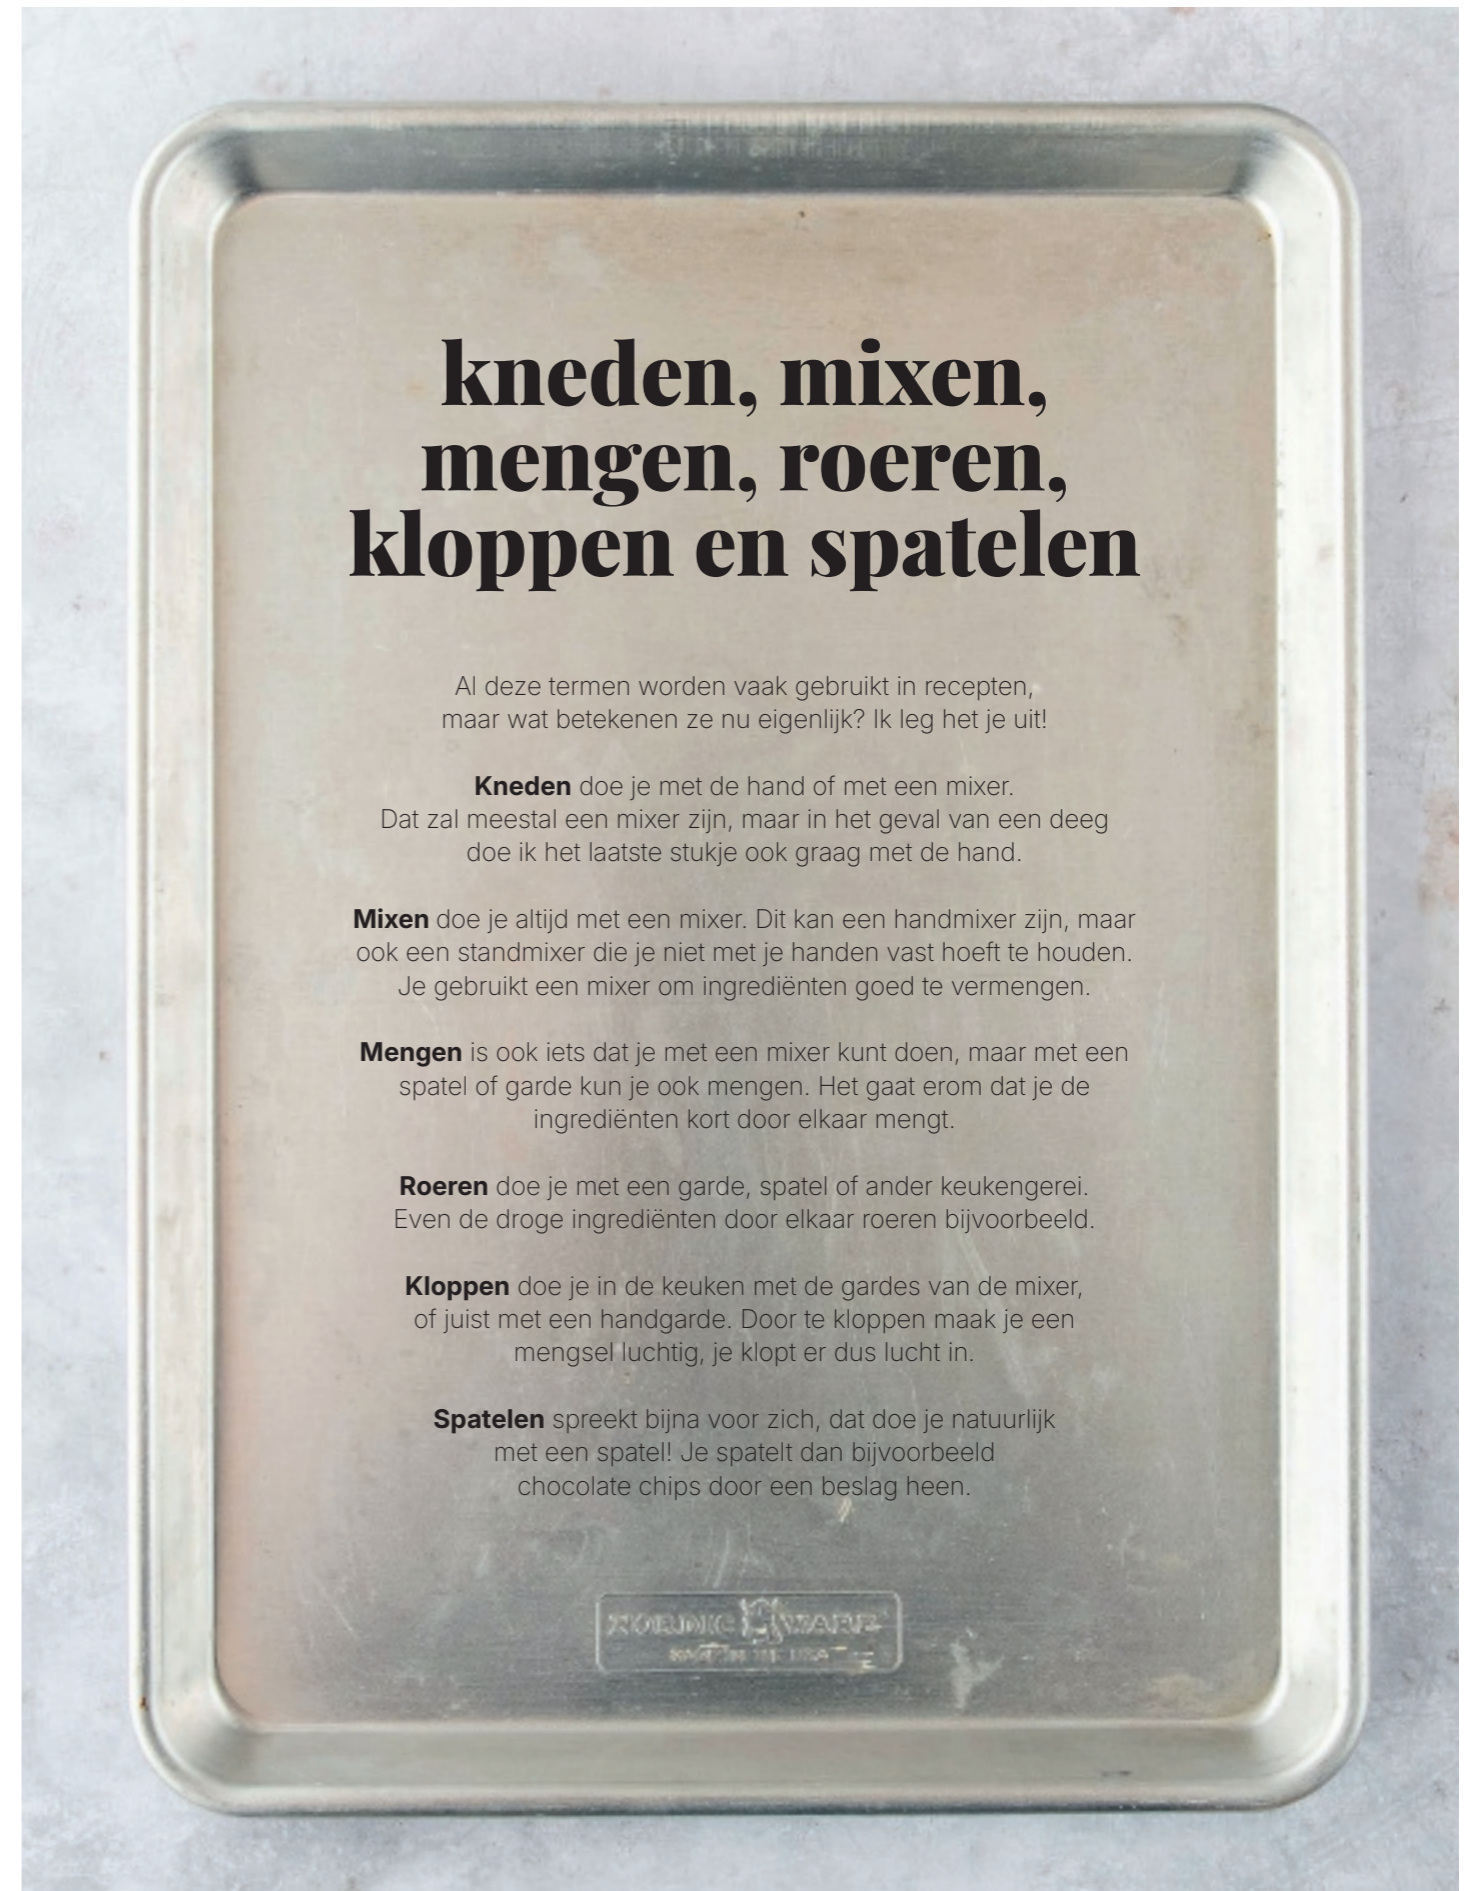 kneden, mixen,
mengen, roeren,
kloppen en spatelen
Al deze termen worden vaak gebruikt in recepten,
maar wat betekenen ze nu eigenlijk? Ik leg het je uit!
Kneden doe je met de hand of met een mixer.
Dat zal meestal een mixer zijn, maar in het geval van een deeg
doe ik het laatste stukje ook graag met de hand.
Mixen doe je altijd met een mixer. Dit kan een handmixer zijn, maar
ook een standmixer die je niet met je handen vast hoeft te houden.
Je gebruikt een mixer om ingrediënten goed te vermengen.
Mengen is ook iets dat je met een mixer kunt doen, maar met een
spatel of garde kun je ook mengen. Het gaat erom dat je de
ingrediënten kort door elkaar mengt.
Roeren doe je met een garde, spatel of ander keukengerei.
Even de droge ingrediënten door elkaar roeren bijvoorbeeld.
Kloppen doe je in de keuken met de gardes van de mixer,
of juist met een handgarde. Door te kloppen maak je een
mengsel luchtig, je klopt er dus lucht in.
Spatelen spreekt bijna voor zich, dat doe je natuurlijk
met een spatel! Je spatelt dan bijvoorbeeld
chocolate chips door een beslag heen.
NORDIC WARE
MADE IN THE USA